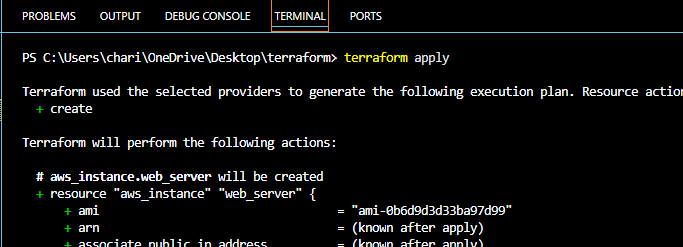 PROBLEMS OUTPUT DEBUG CONSOLE TERMINAL PORTS
PS C:\Users\chari\OneDrive\Desktop\terraform> terraform apply
Terraform used the selected providers to generate the following execution plan. Resource action
+ create
Terraform will perform the following actions:
# aws_instance.web_server will be created
+ resource "aws_instance" "web_server" {
+ ami = "ami-0b6d9d3d33ba97d99"
+ arn = (known after apply)
+ associate_public_ip_address = (known after apply)